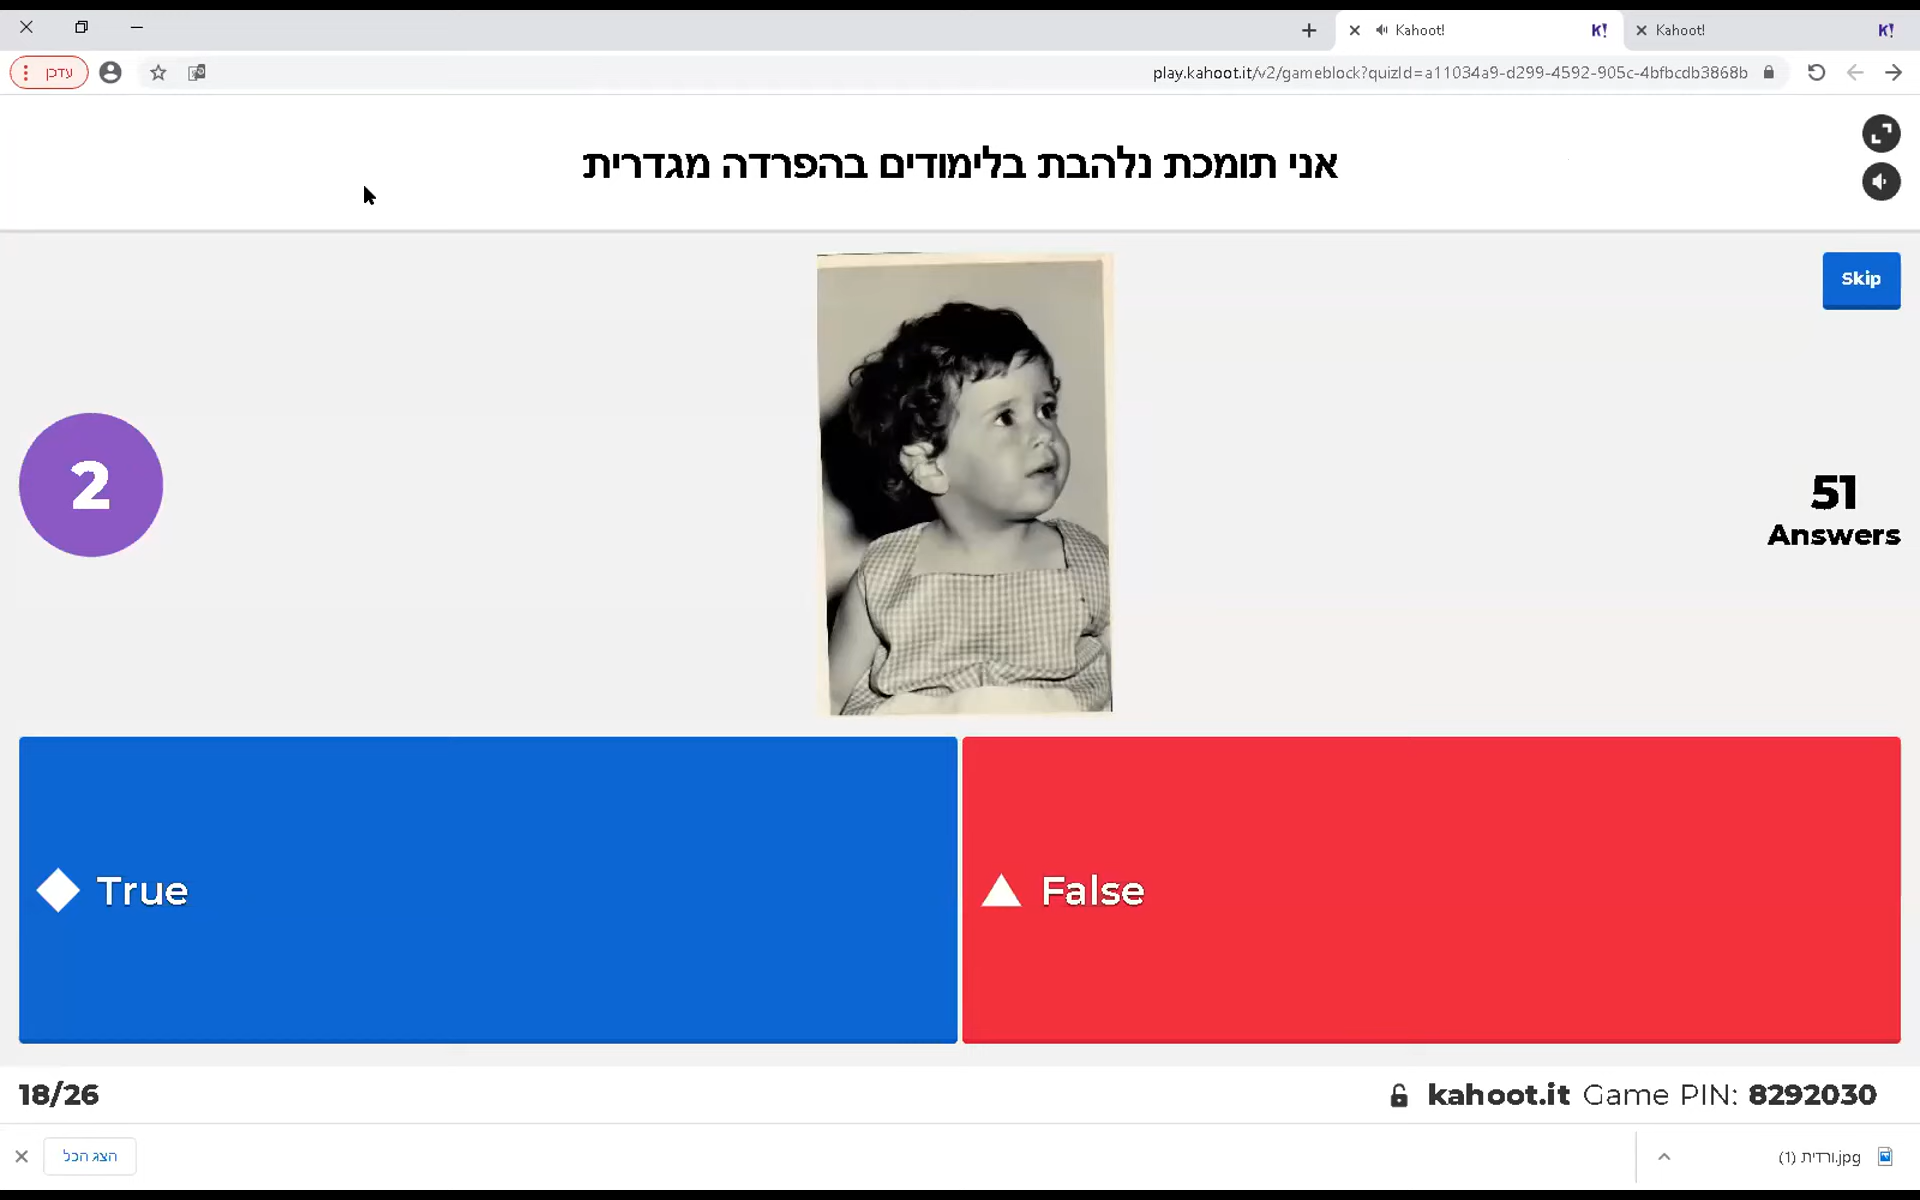 Kahoot!
Kahoot!
עדכן
play.kahoot.it/v2/gameblock?quizId=a11034a9-d299-4592-905c-4bfbcdb3868b
אני תומכת נלהבת בלימודים בהפרדה מגדרית
Skip
2
51
Answers
True
False
18/26
kahoot.it Game PIN: 8292030
הצג הכל
ורדית (1).jpg